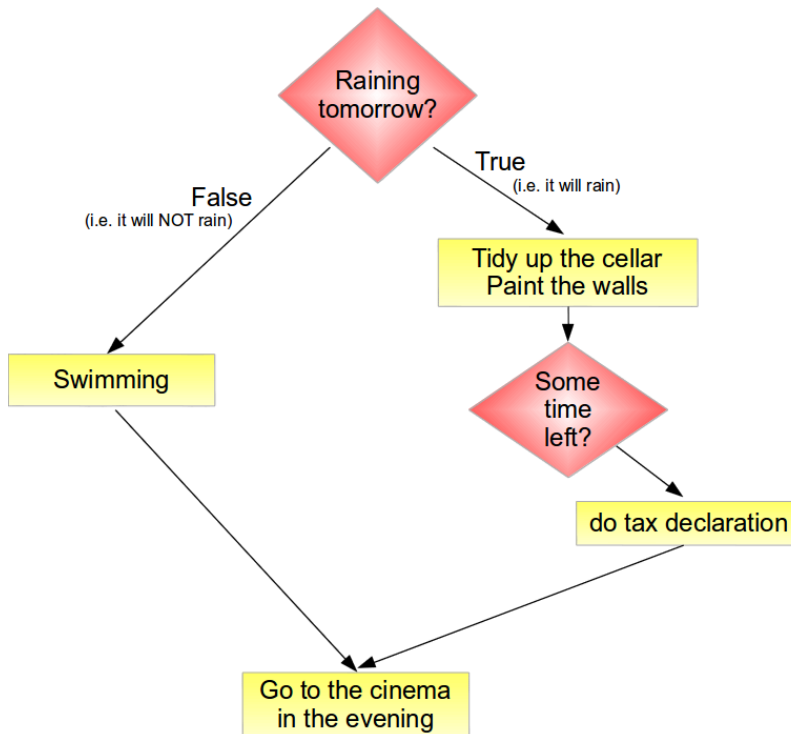 Raining
tomorrow?
False
(i.e. it will NOT rain)
True
(i.e. it will rain)
Tidy up the cellar
Paint the walls
Swimming
Some
time
left?
do tax declaration
Go to the cinema
in the evening